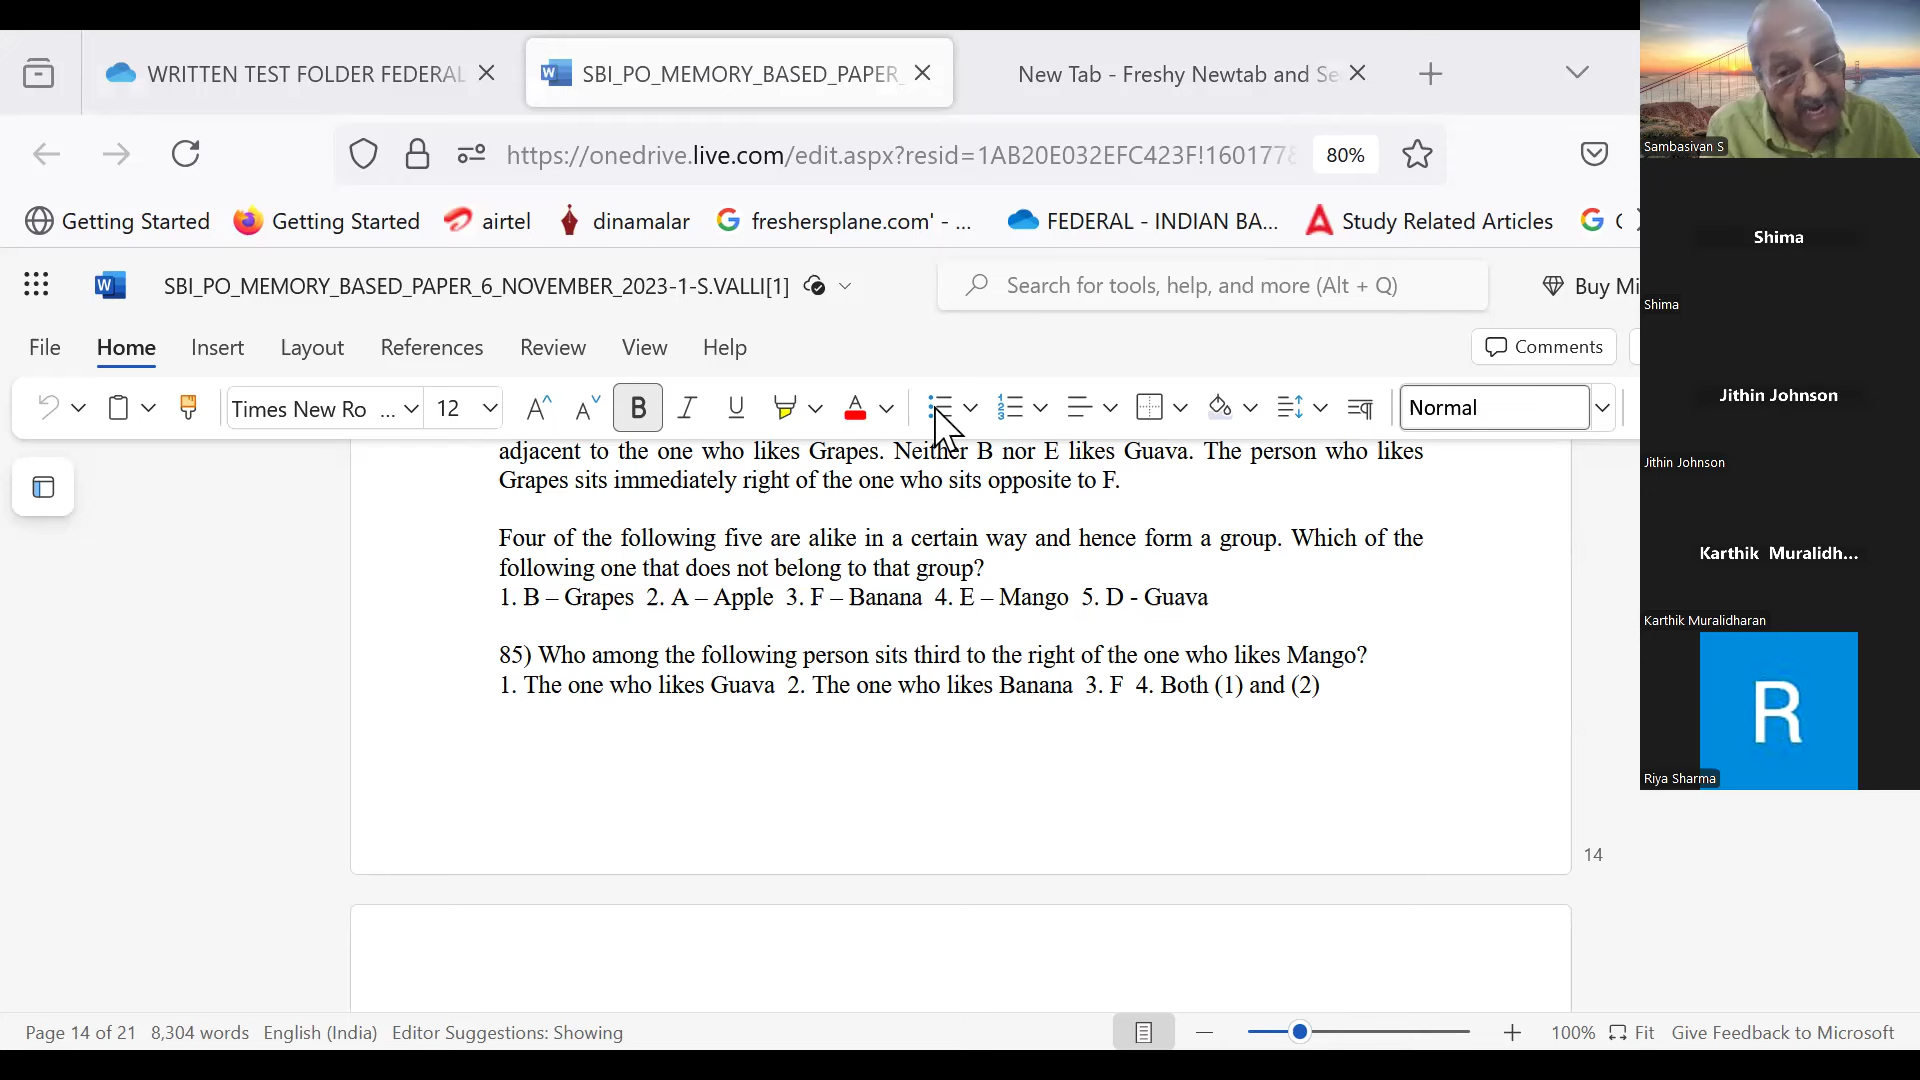 WRITTEN TEST FOLDER FEDERAL
SBI_PO_MEMORY_BASED_PAPER_
New Tab - Freshy Newtab and Se
https://onedrive.live.com/edit.aspx?resid=1AB20E032EFC423F!1601778
80%
Getting Started
Getting Started
airtel
dinamalar
freshersplane.com' - ...
FEDERAL - INDIAN BA...
Study Related Articles
SBI_PO_MEMORY_BASED_PAPER_6_NOVEMBER_2023-1-S.VALLI[1]
Search for tools, help, and more (Alt + Q)
Buy Mi
File Home Insert Layout References Review View Help
Comments
Times New Ro ... 12 B I U A Normal
adjacent to the one who likes Grapes. Neither B nor E likes Guava. The person who likes
Grapes sits immediately right of the one who sits opposite to F.
Four of the following five are alike in a certain way and hence form a group. Which of the
following one that does not belong to that group?
1. B – Grapes 2. A – Apple 3. F – Banana 4. E – Mango 5. D - Guava
85) Who among the following person sits third to the right of the one who likes Mango?
1. The one who likes Guava 2. The one who likes Banana 3. F 4. Both (1) and (2)
14
Page 14 of 21 8,304 words English (India) Editor Suggestions: Showing
100% Fit Give Feedback to Microsoft
Sambasivan S
Shima
Shima
Jithin Johnson
Jithin Johnson
Karthik Muralidh...
Karthik Muralidharan
R
Riya Sharma